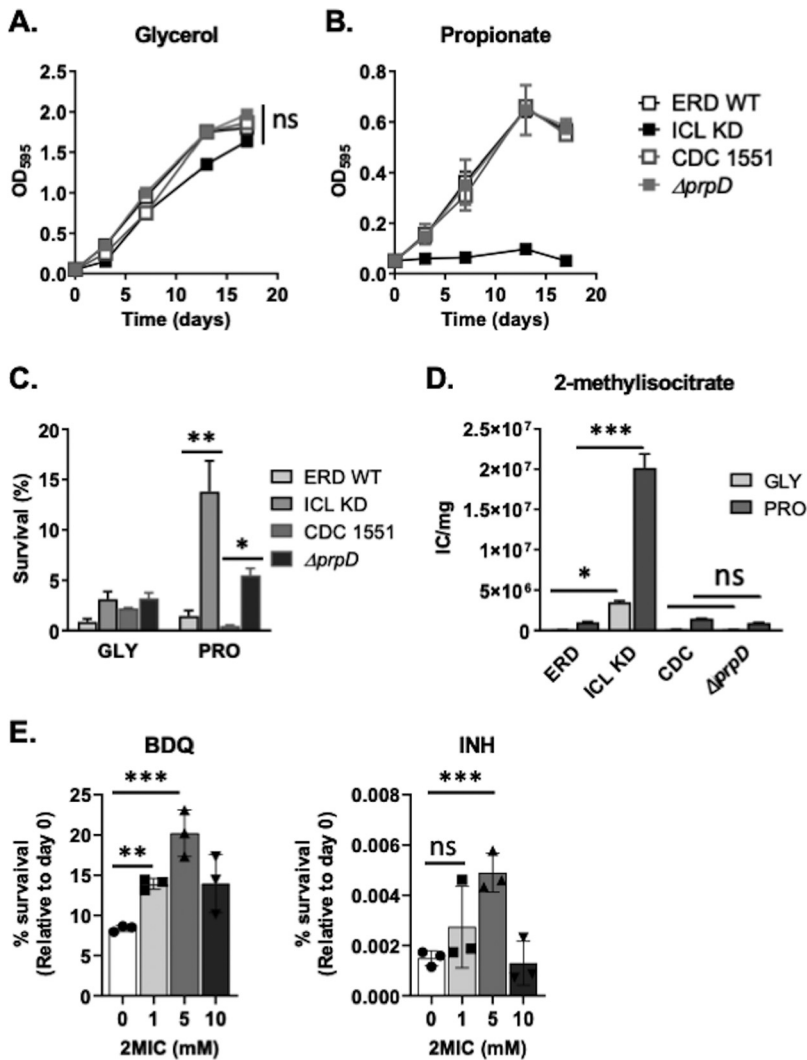 A.
Glycerol
OD595
2.5
2.0
1.5
1.0
0.5
0.0
0
5
10
15
20
Time (days)
ns
B.
Propionate
OD595
0.8
0.6
0.4
0.2
0.0
0
5
10
15
20
Time (days)
ERD WT
ICL KD
CDC 1551
ΔprpD
C.
Survival (%)
20
15
10
5
0
**
*
GLY
PRO
ERD WT
ICL KD
CDC 1551
ΔprpD
D.
2-methylisocitrate
IC/mg
2.5×10⁷
2×10⁷
1.5×10⁷
1×10⁷
5×10⁶
0
***
*
ns
ERD
ICL KD
CDC
ΔprpD
GLY
PRO
E.
BDQ
% survaival
(Relative to day 0)
25
20
15
10
5
0
***
**
0
1
5
10
2MIC (mM)
INH
% survaival
(Relative to day 0)
0.008
0.006
0.004
0.002
0.000
***
ns
0
1
5
10
2MIC (mM)